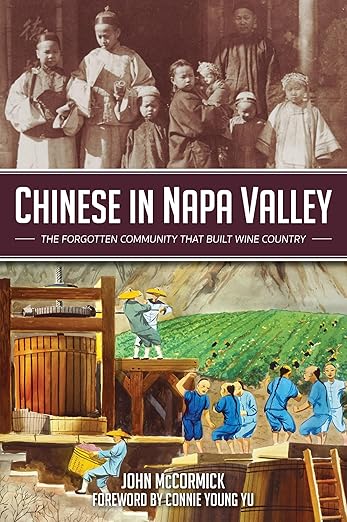 CHINESE IN NAPA VALLEY
THE FORGOTTEN COMMUNITY THAT BUILT WINE COUNTRY
JOHN MCCORMICK
FOREWORD BY CONNIE YOUNG YU